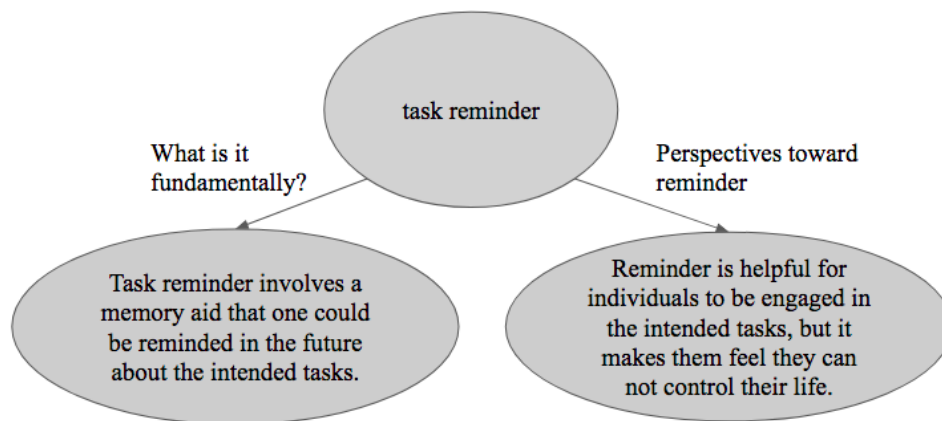 task reminder
What is it
fundamentally?
Perspectives toward
reminder
Task reminder involves a
memory aid that one could
be reminded in the future
about the intended tasks.
Reminder is helpful for
individuals to be engaged in
the intended tasks, but it
makes them feel they can
not control their life.